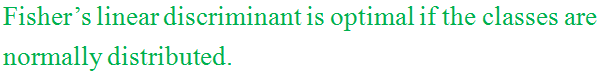 Fisher’s linear discriminant is optimal if the classes are
normally distributed.